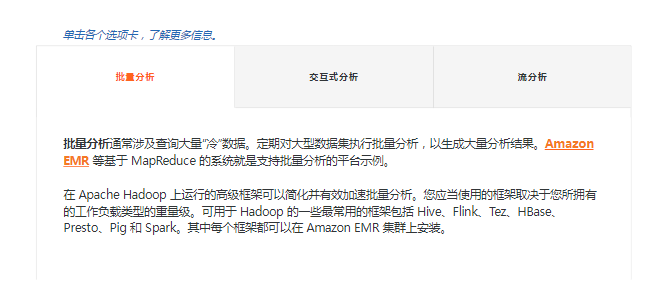 单击各个选项卡，了解更多信息。
批量分析
交互式分析
流分析
批量分析通常涉及查询大量“冷”数据。定期对大型数据集执行批量分析，以生成大量分析结果。Amazon
EMR 等基于 MapReduce 的系统就是支持批量分析的平台示例。
在 Apache Hadoop 上运行的高级框架可以简化并有效加速批量分析。您应当使用的框架取决于您所拥有
的工作负载类型的重量级。可用于 Hadoop 的一些最常用的框架包括 Hive、Flink、Tez、HBase、
Presto、Pig 和 Spark。其中每个框架都可以在 Amazon EMR 集群上安装。